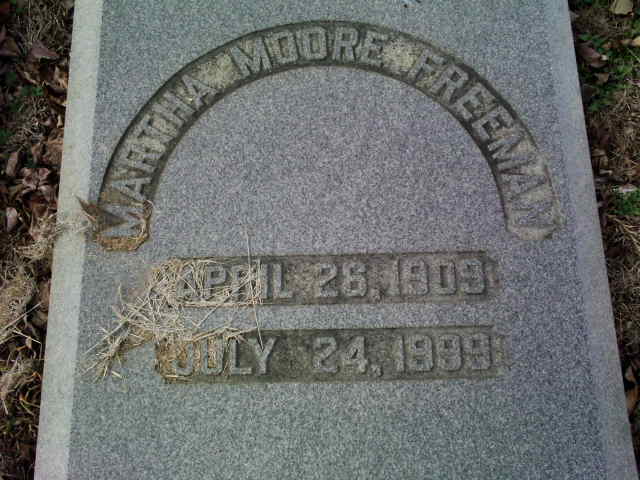 MARTHA MOORE FREEMAN
APRIL 26, 1909
JULY 24, 1999